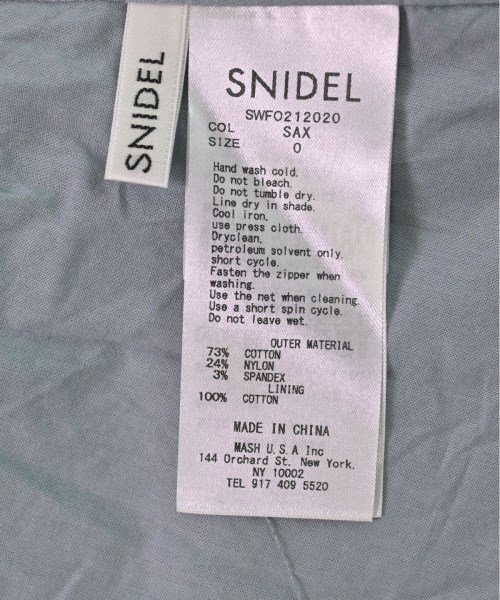 SNIDEL
SNIDEL
SWFO212020
COL SAX
SIZE 0
Hand wash cold.
Do not bleach.
Do not tumble dry.
Line dry in shade.
Cool iron,
use press cloth.
Dryclean,
petroleum solvent only.
short cycle.
Fasten the zipper when
washing.
Use the net when cleaning.
Use a short spin cycle.
Do not leave wet.
OUTER MATERIAL
73% COTTON
24% NYLON
3% SPANDEX
LINING
100% COTTON
MADE IN CHINA
MASH U.S.A Inc
144 Orchard St. New York.
NY 10002
TEL 917 409 5520